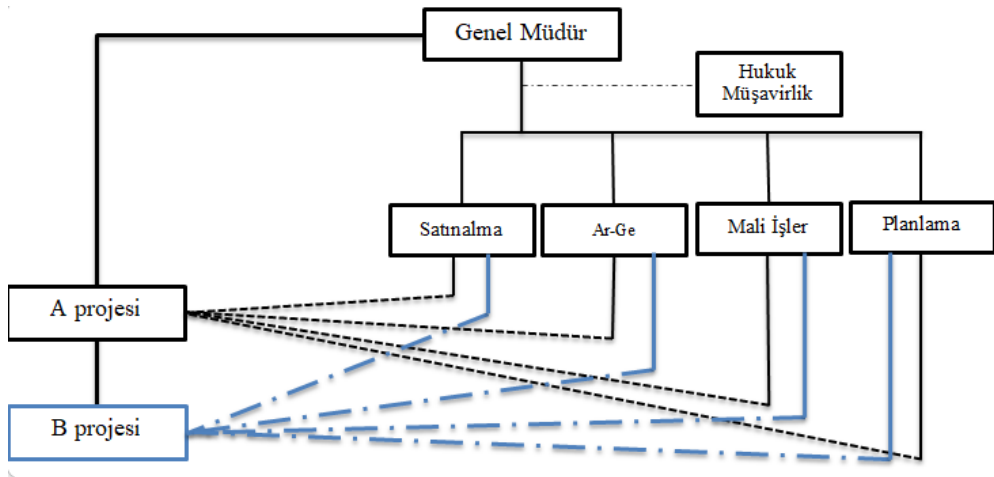 Genel Müdür
Hukuk
Müşavirlik
Satınalma
Ar-Ge
Mali İşler
Planlama
A projesi
B projesi